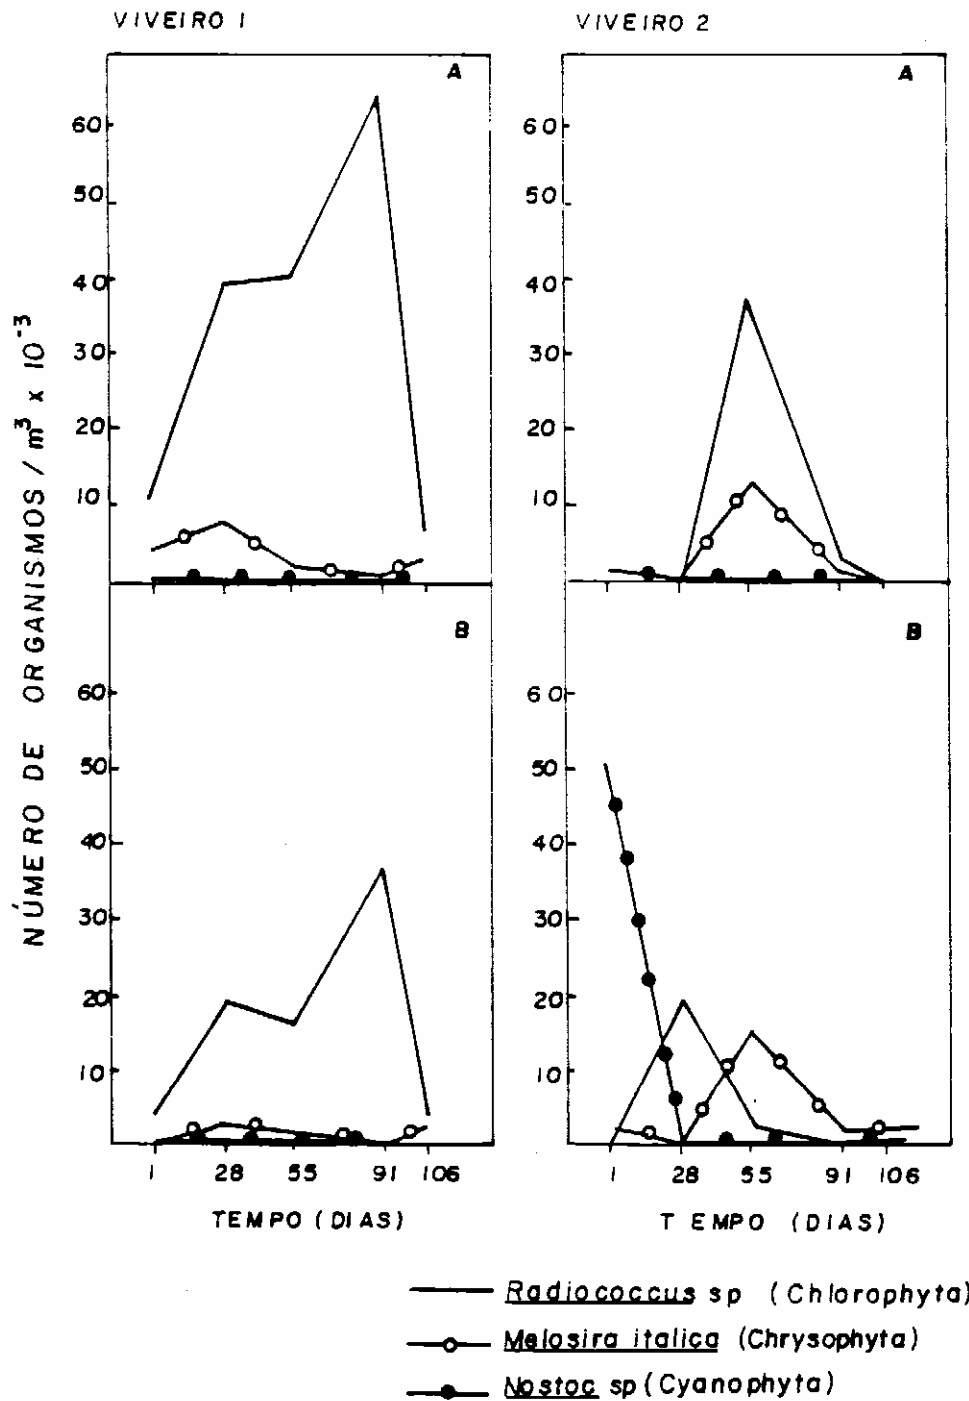 VIVEIRO 1
VIVEIRO 2
NÚMERO DE ORGANISMOS / m³ x 10⁻³
A
60
50
40
30
20
10
A
60
50
40
30
20
10
B
60
50
40
30
20
10
B
60
50
40
30
20
10
1 28 55 91 106
1 28 55 91 106
TEMPO (DIAS)
TEMPO (DIAS)
Radiococcus sp (Chlorophyta)
Melosira italica (Chrysophyta)
Nostoc sp (Cyanophyta)